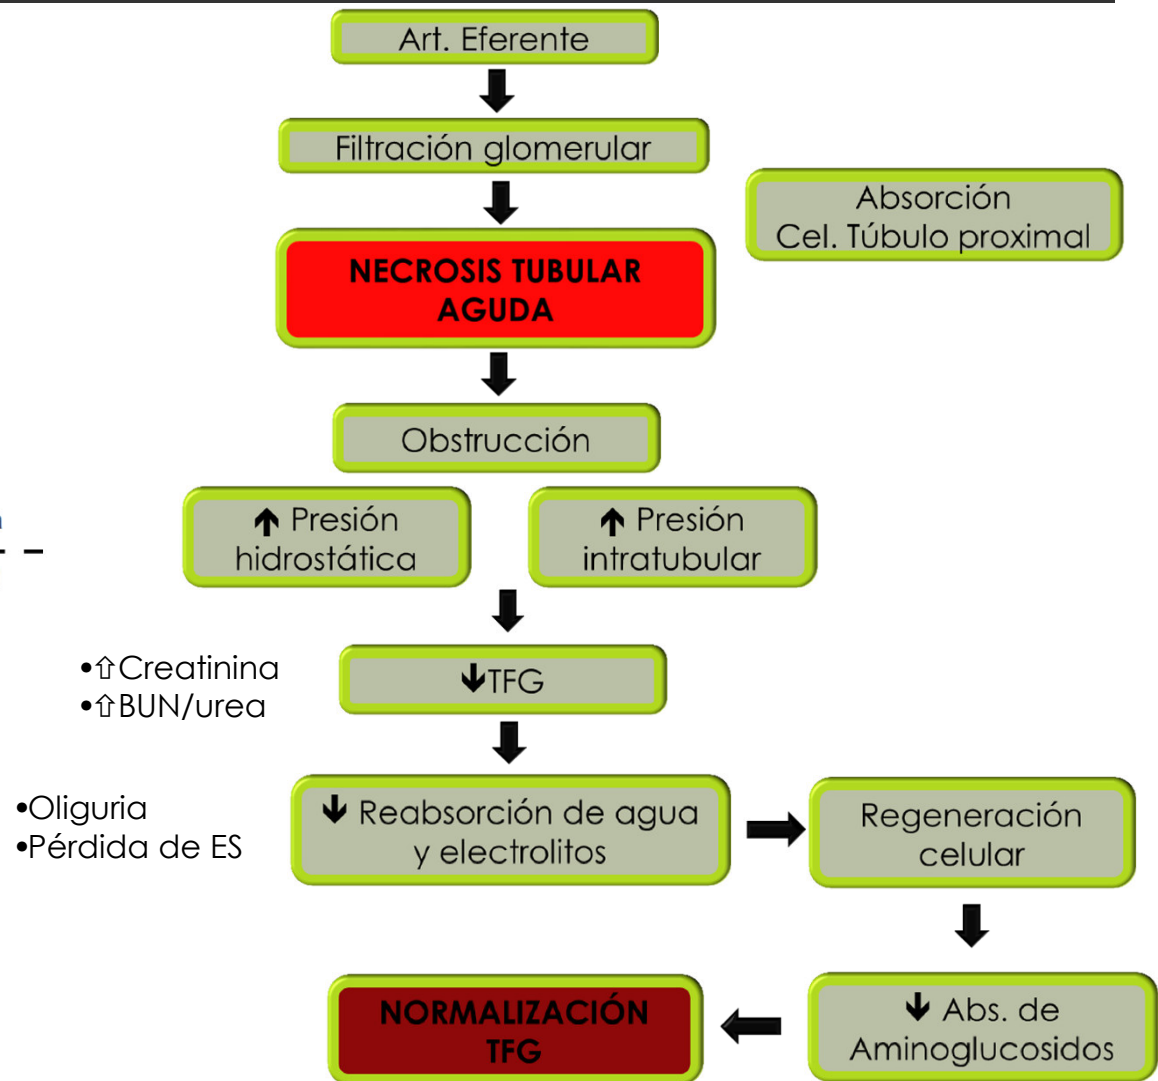 Art. Eferente
Filtración glomerular
Absorción
Cel. Túbulo proximal
NECROSIS TUBULAR
AGUDA
Obstrucción
↑ Presión
hidrostática
↑ Presión
intratubular
•⇧Creatinina
•⇧BUN/urea
↓TFG
•Oliguria
•Pérdida de ES
↓ Reabsorción de agua
y electrolitos
Regeneración
celular
↓ Abs. de
Aminoglucosidos
NORMALIZACIÓN
TFG